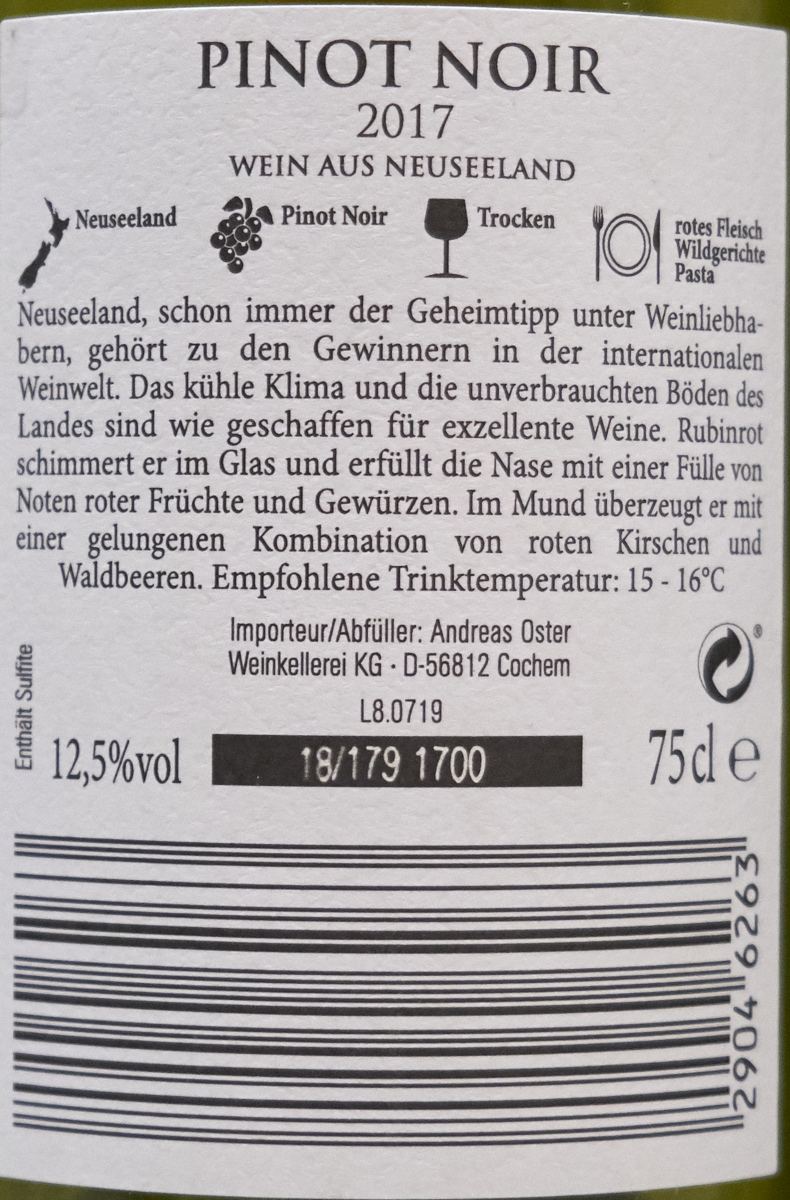 PINOT NOIR
2017
WEIN AUS NEUSEELAND
Neuseeland
Pinot Noir
Trocken
rotes Fleisch
Wildgerichte
Pasta
Neuseeland, schon immer der Geheimtipp unter Weinliebha-
bern, gehört zu den Gewinnern in der internationalen
Weinwelt. Das kühle Klima und die unverbrauchten Böden des
Landes sind wie geschaffen für exzellente Weine. Rubinrot
schimmert er im Glas und erfüllt die Nase mit einer Fülle von
Noten roter Früchte und Gewürzen. Im Mund überzeugt er mit
einer gelungenen Kombination von roten Kirschen und
Waldbeeren. Empfohlene Trinktemperatur: 15 - 16°C
Importeur/Abfüller: Andreas Oster
Weinkellerei KG · D-56812 Cochem
®
L8.0719
Enthält Sulfite
12,5%vol
18/179 1700
75cl e
2904 6263